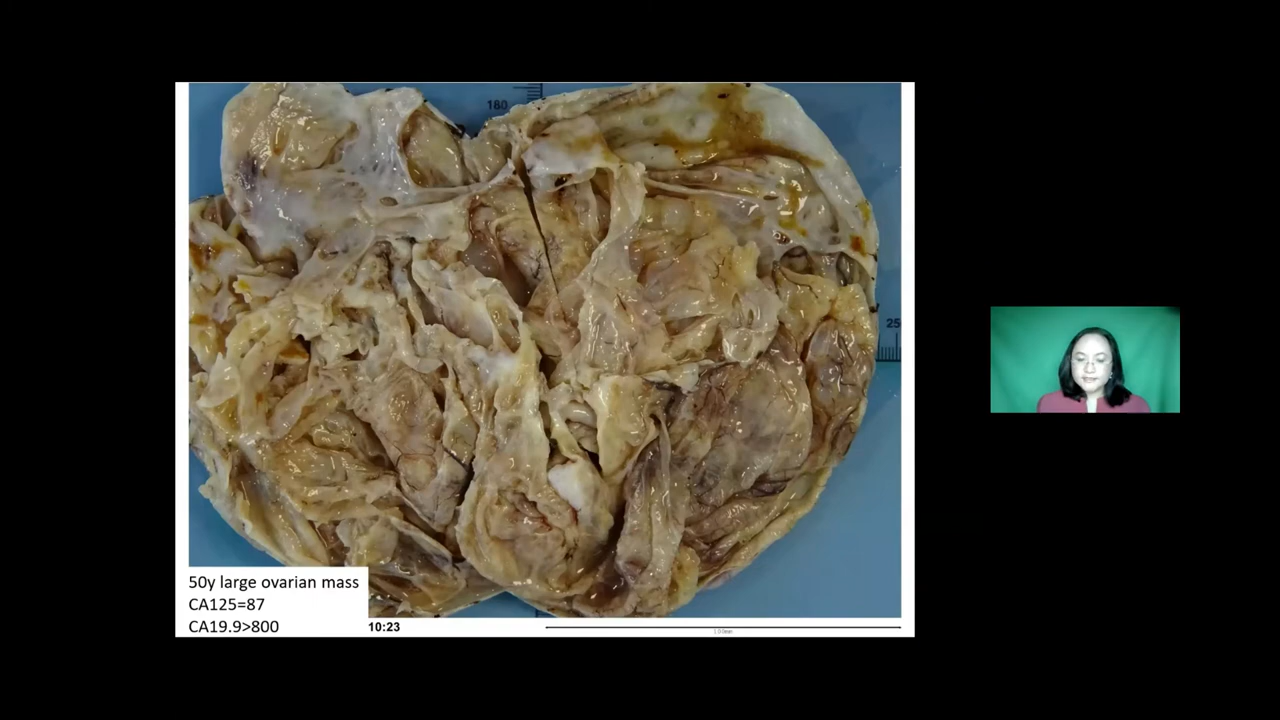 180
25
50y large ovarian mass
CA125=87
CA19.9>800
10:23